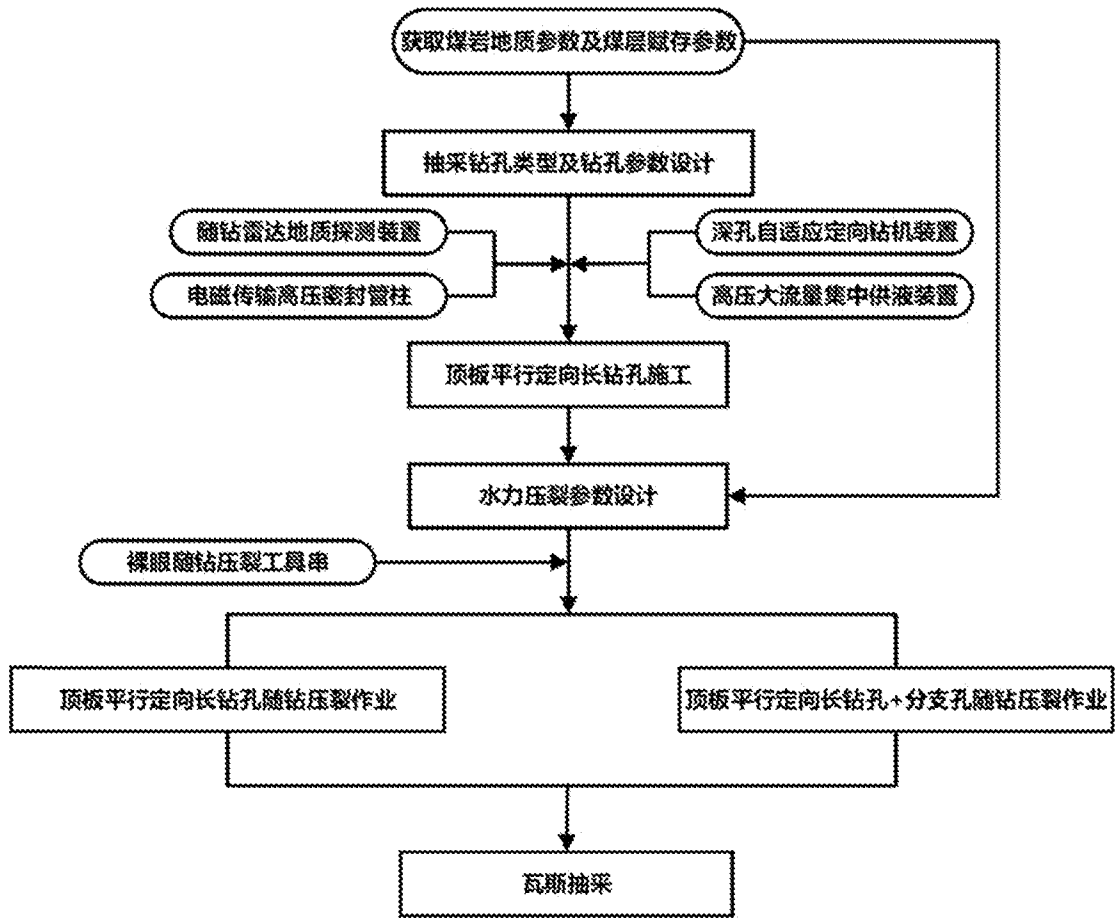 获取煤岩地质参数及煤层赋存参数
抽采钻孔类型及钻孔参数设计
随钻雷达地质探测装置
深孔自适应定向钻机装置
电磁传输高压密封管柱
高压大流量集中供液装置
顶板平行定向长钻孔施工
水力压裂参数设计
裸眼随钻压裂工具串
顶板平行定向长钻孔随钻压裂作业
顶板平行定向长钻孔+分支孔随钻压裂作业
瓦斯抽采